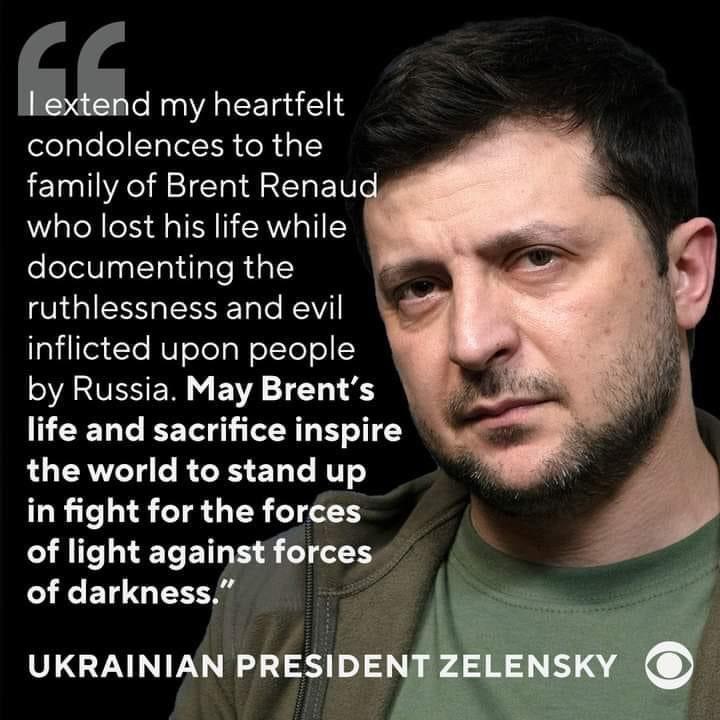 “
I extend my heartfelt
condolences to the
family of Brent Renaud
who lost his life while
documenting the
ruthlessness and evil
inflicted upon people
by Russia. May Brent’s
life and sacrifice inspire
the world to stand up
in fight for the forces
of light against forces
of darkness.”
UKRAINIAN PRESIDENT ZELENSKY